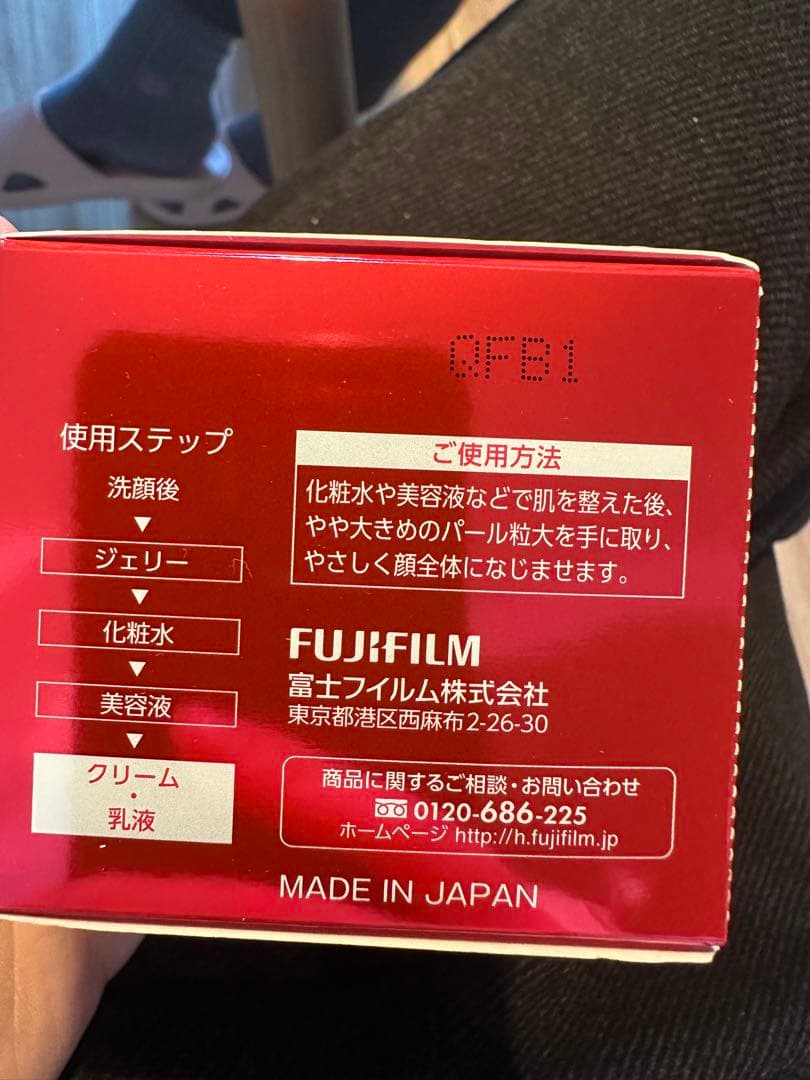 QFB1
使用ステップ
洗顔後
▼
ジェリー
▼
化粧水
▼
美容液
▼
クリーム
・
乳液
ご使用方法
化粧水や美容液などで肌を整えた後、
やや大きめのパール粒大を手に取り、
やさしく顔全体になじませます。
FUJIFILM
富士フイルム株式会社
東京都港区西麻布2-26-30
商品に関するご相談・お問い合わせ
0120-686-225
ホームページ http://h.fujifilm.jp
MADE IN JAPAN